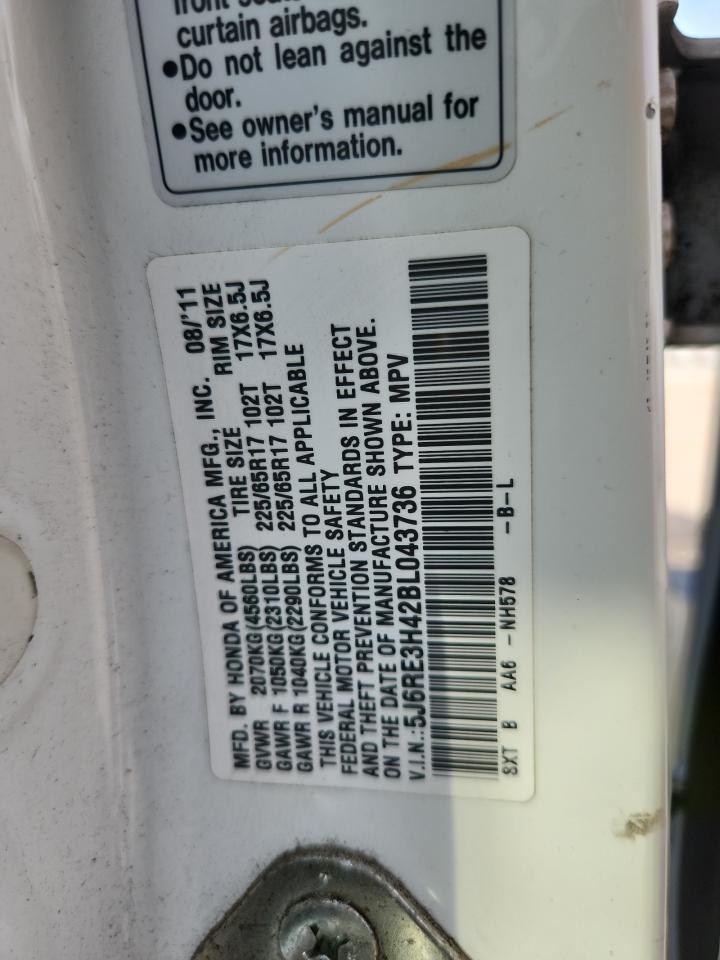 curtain airbags.
●Do not lean against the
door.
●See owner's manual for
more information.
MFD. BY HONDA OF AMERICA MFG., INC. 08/'11
GVWR 2070KG(4560LBS) TIRE SIZE RIM SIZE
GAWR F 1050KG(2310LBS) 225/65R17 102T 17X6.5J
GAWR R 1040KG(2290LBS) 225/65R17 102T 17X6.5J
THIS VEHICLE CONFORMS TO ALL APPLICABLE
FEDERAL MOTOR VEHICLE SAFETY
AND THEFT PREVENTION STANDARDS IN EFFECT
ON THE DATE OF MANUFACTURE SHOWN ABOVE.
V.I.N.:5J6RE3H42BL043736 TYPE: MPV
SXT B AA6 -NH578 -B-L